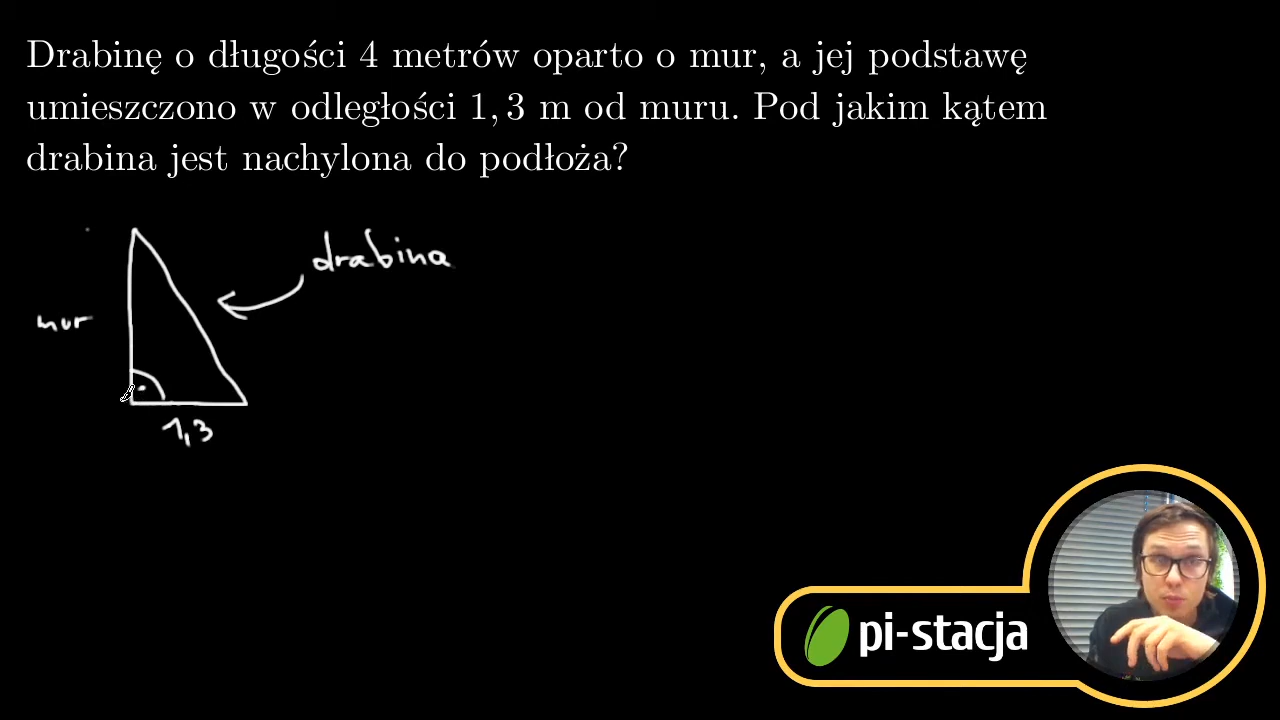 Drabinę o długości 4 metrów oparto o mur, a jej podstawę
umieszczono w odległości 1, 3 m od muru. Pod jakim kątem
drabina jest nachylona do podłoża?
drabina
mur
1,3
pi-stacja